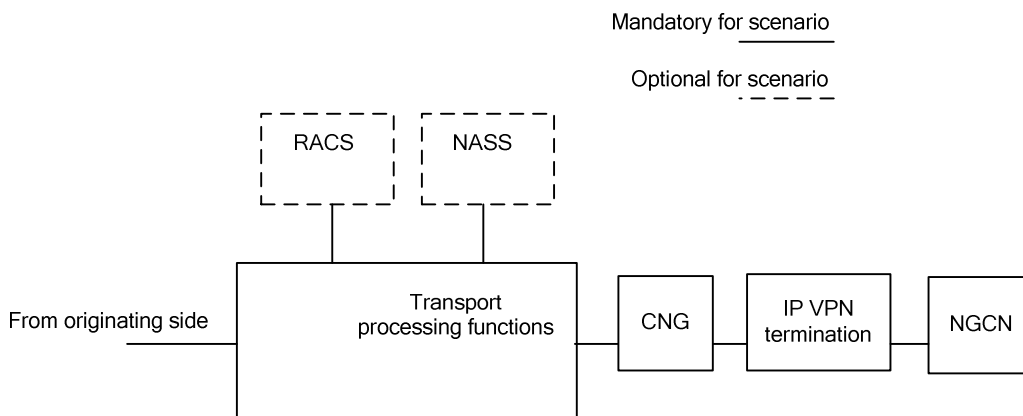 Mandatory for scenario
Optional for scenario
RACS
NASS
From originating side
Transport
processing functions
CNG
IP VPN
termination
NGCN